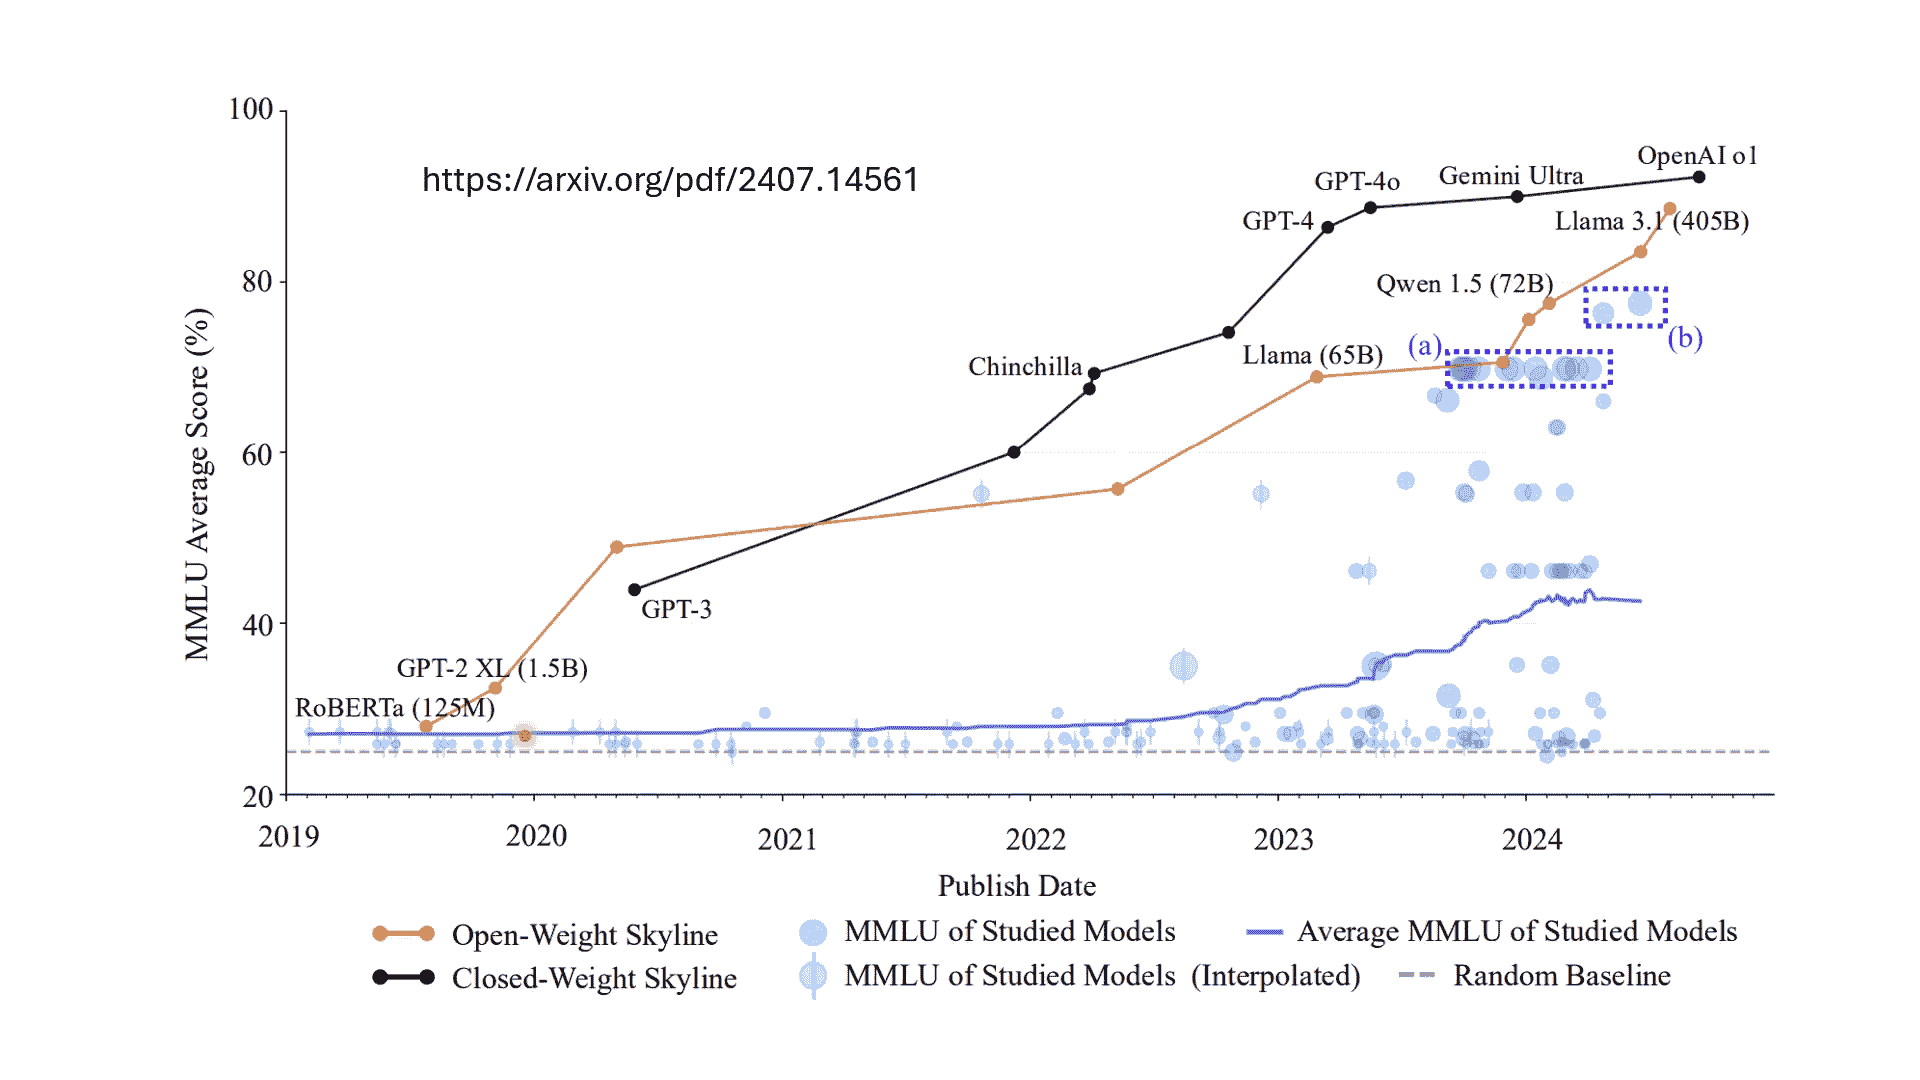 100
https://arxiv.org/pdf/2407.14561
OpenAI o1
GPT-4o
Gemini Ultra
GPT-4
Llama 3.1 (405B)
80
Qwen 1.5 (72B)
(b)
(a)
Llama (65B)
Chinchilla
MMLU Average Score (%)
60
40
GPT-3
GPT-2 XL (1.5B)
RoBERTa (125M)
20
2019
2020
2021
2022
2023
2024
Publish Date
Open-Weight Skyline
MMLU of Studied Models
Average MMLU of Studied Models
Closed-Weight Skyline
MMLU of Studied Models (Interpolated)
Random Baseline